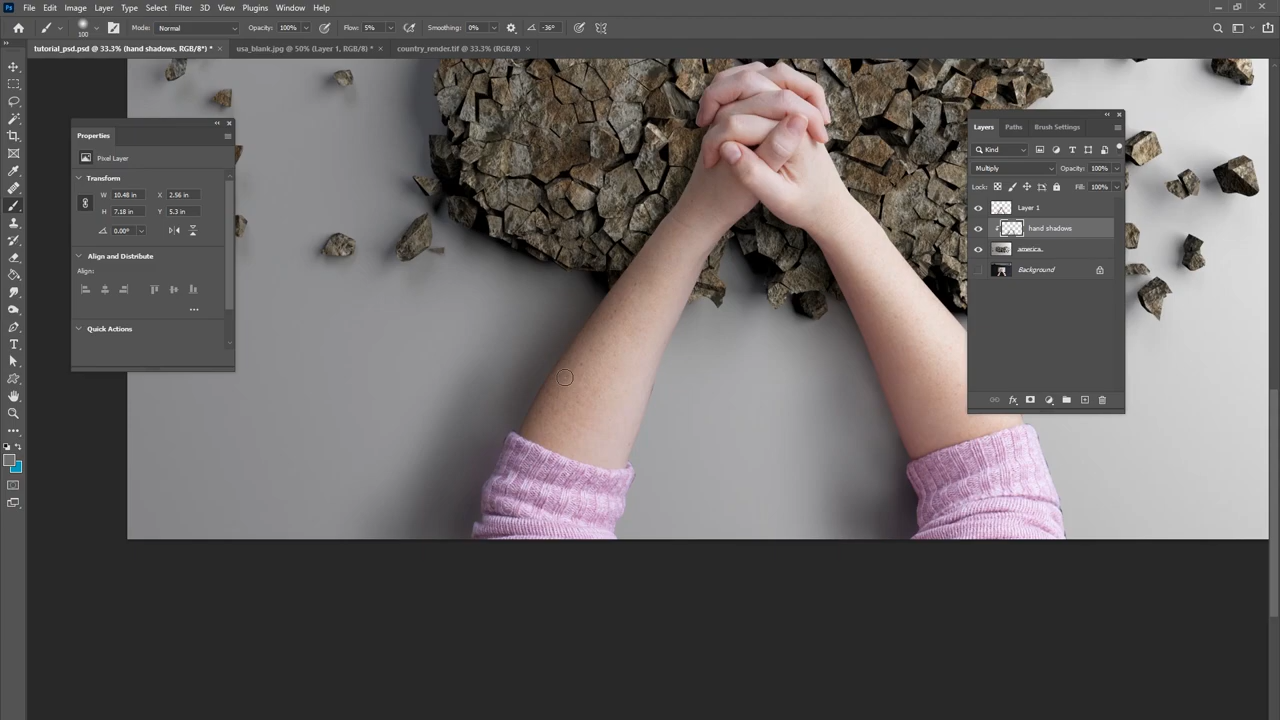 Ps File Edit Image Layer Type Select Filter 3D View Plugins Window Help
100 Mode: Normal Opacity: 100% Flow: 5% Smoothing: 0% -36°
tutorial_psd.psd @ 33.3% (hand shadows, RGB/8*) * × usa_blank.jpg @ 50% (Layer 1, RGB/8) * × country_render.tif @ 33.3% (RGB/8) ×
Properties
Pixel Layer
Transform
W 10.48 in X 2.56 in
H 7.18 in Y 5.3 in
0.00°
Align and Distribute
Align:
Quick Actions
Layers Paths Brush Settings
Kind
Multiply Opacity: 100%
Lock: Fill: 100%
Layer 1
hand shadows
america.
Background
fx